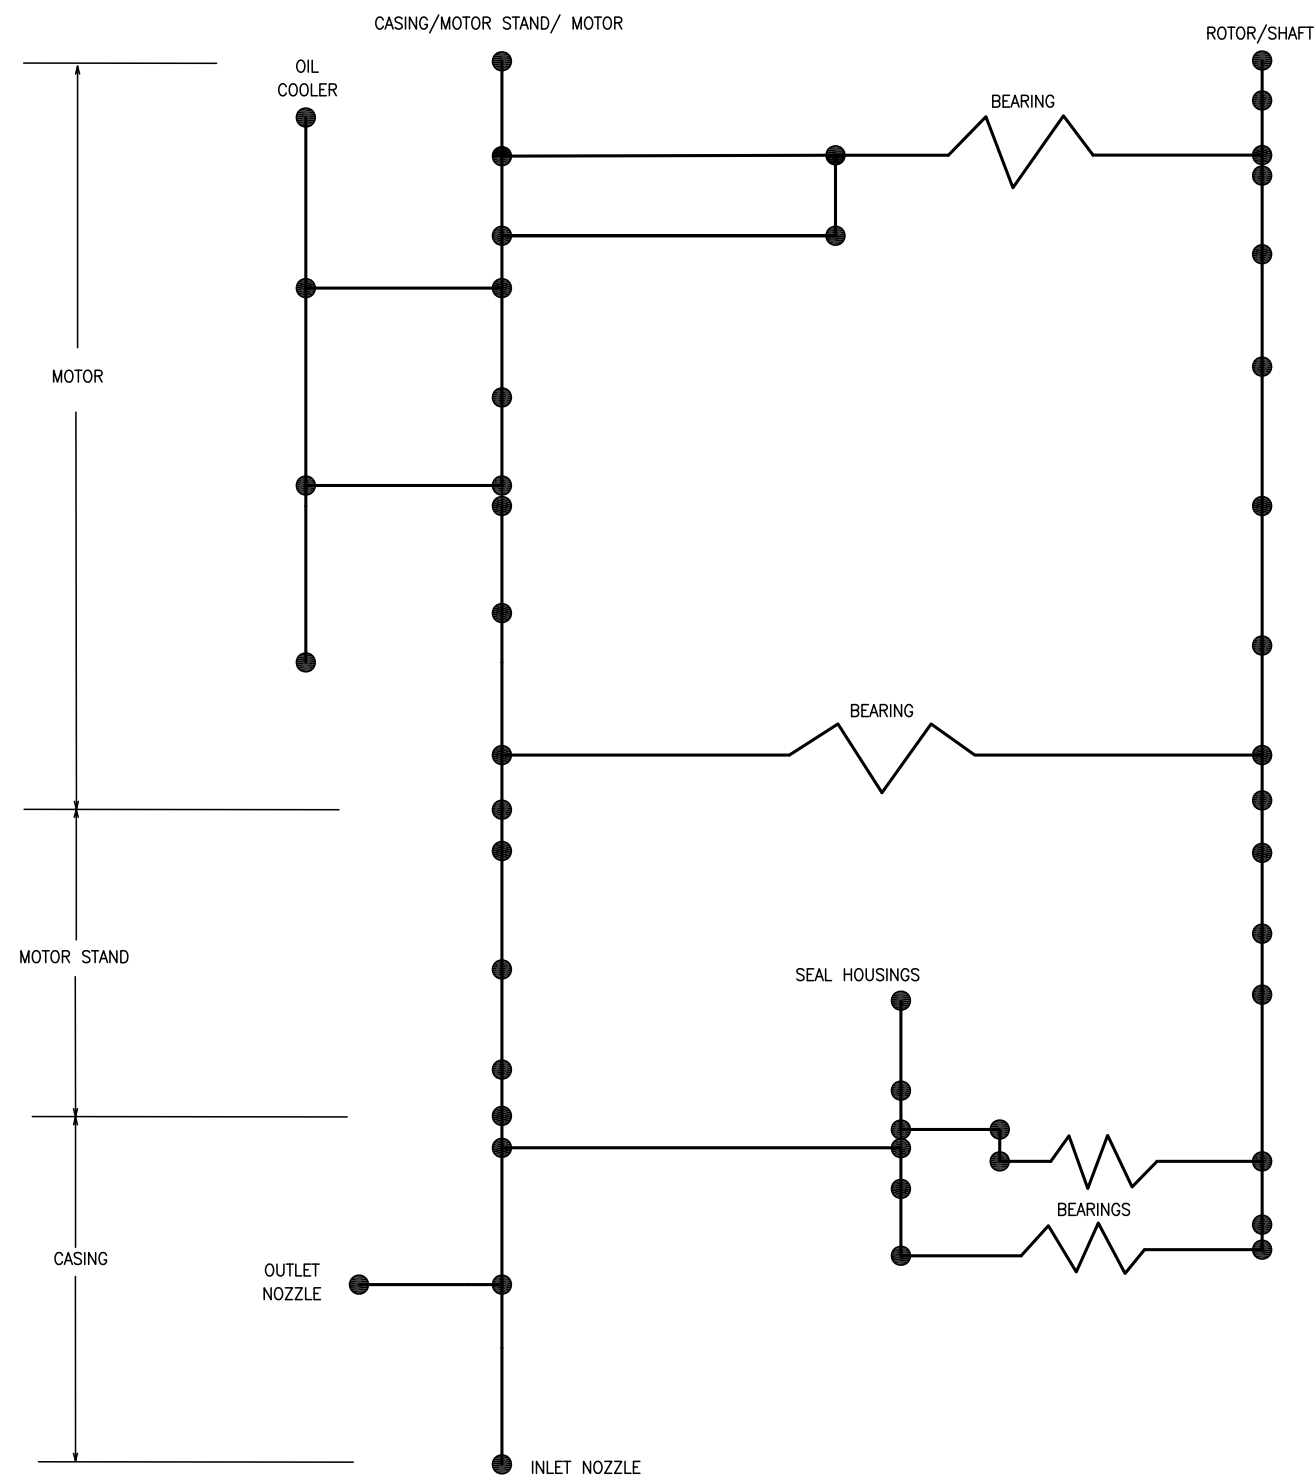 CASING/MOTOR STAND/ MOTOR
ROTOR/SHAFT
OIL
COOLER
BEARING
MOTOR
BEARING
MOTOR STAND
SEAL HOUSINGS
BEARINGS
CASING
OUTLET
NOZZLE
INLET NOZZLE